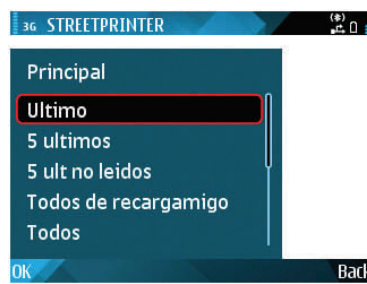 3G STREETPRINTER
Principal
Ultimo
5 ultimos
5 ult no leidos
Todos de recargamigo
Todos
OK Back